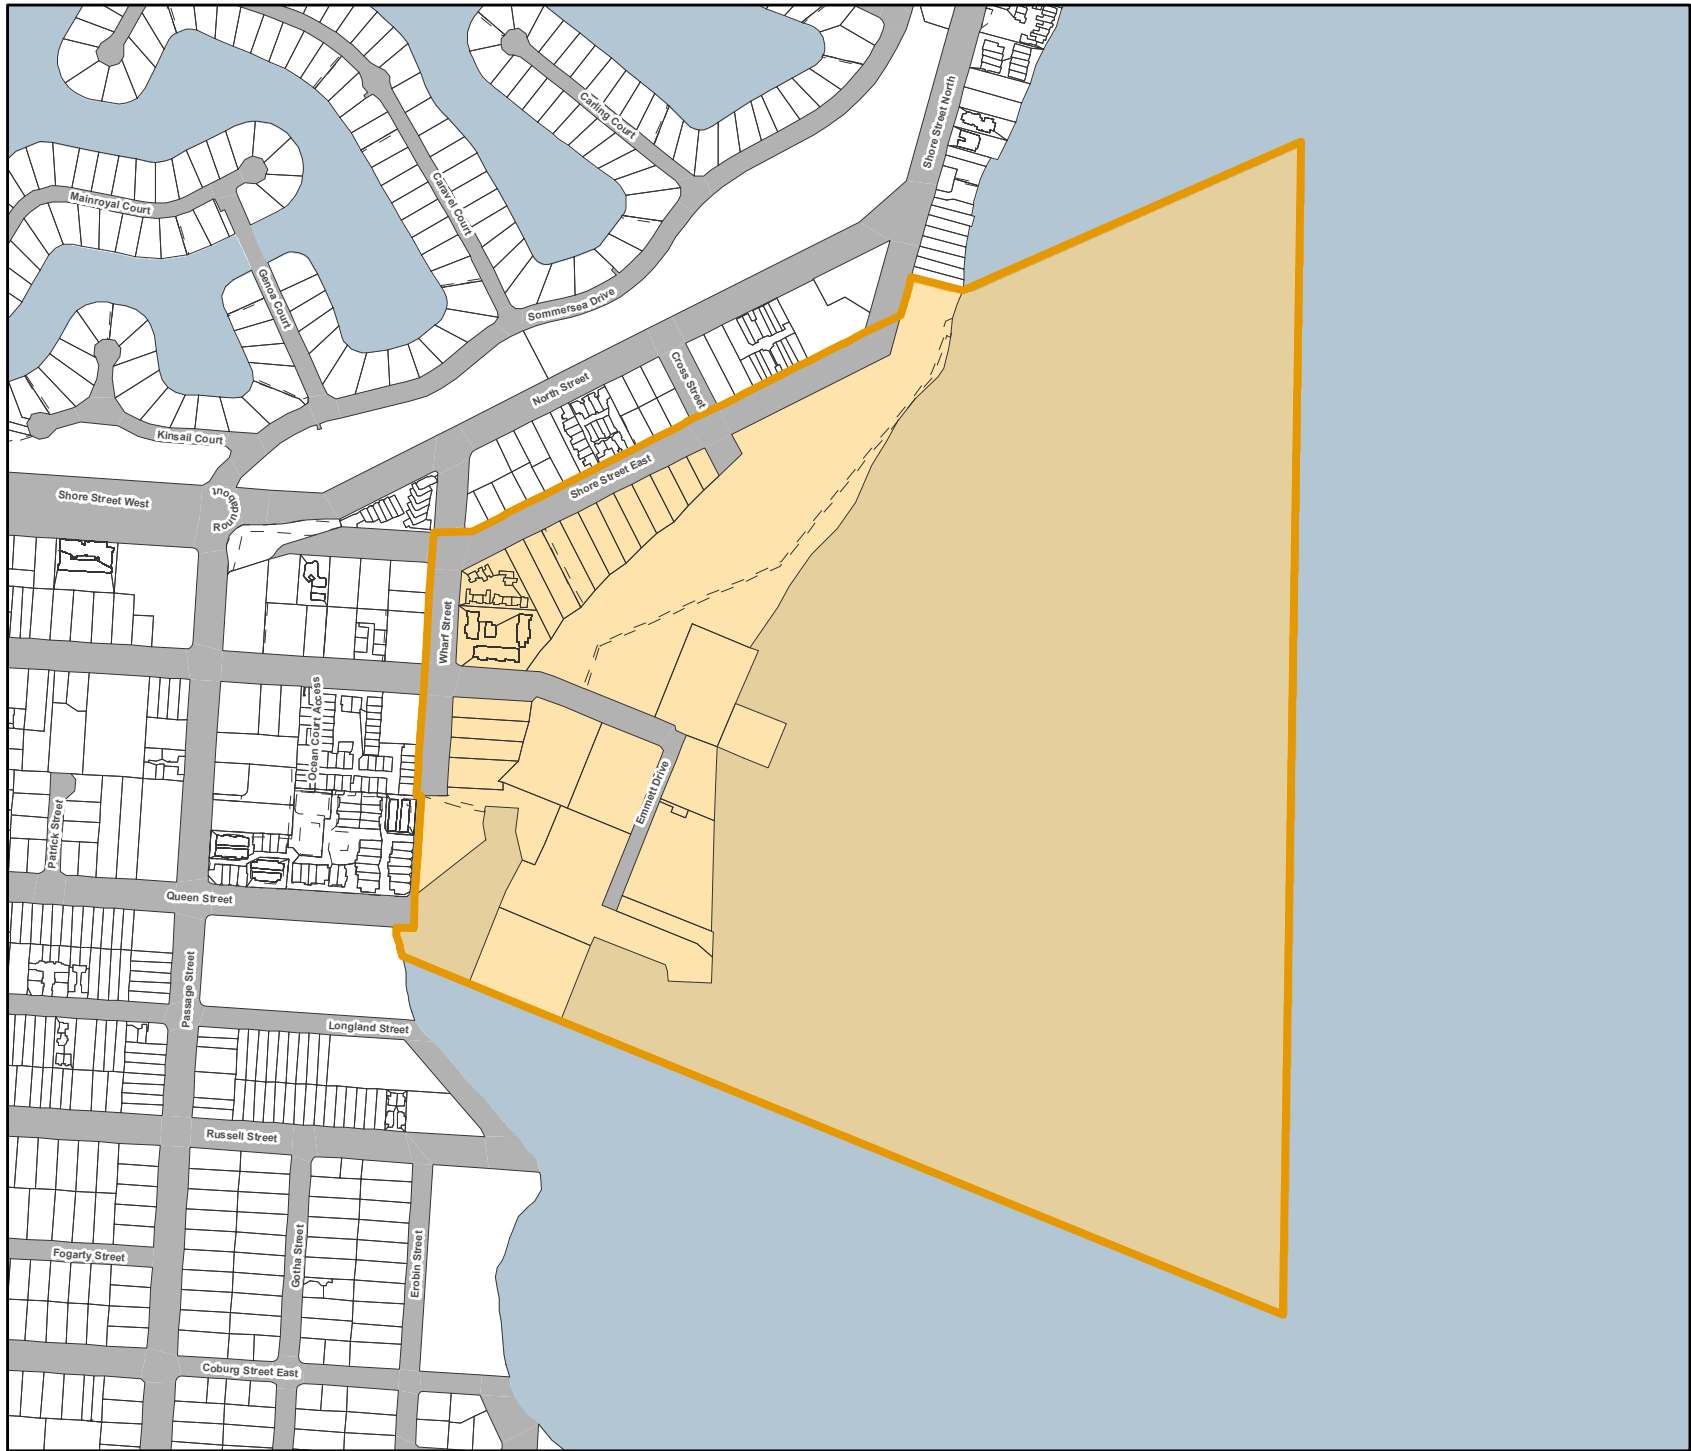 Shore Street North
Carling Court
Caravel Court
Mainroyal Court
Genoa Court
Sommersea Drive
Cross Street
North Street
Kinsail Court
Shore Street East
Shore Street West
Roundabout
Wharf Street
Ocean Court Access
Emmett Drive
Patrick Street
Queen Street
Passage Street
Longland Street
Russell Street
Gotha Street
Erobin Street
Fogarty Street
Coburg Street East